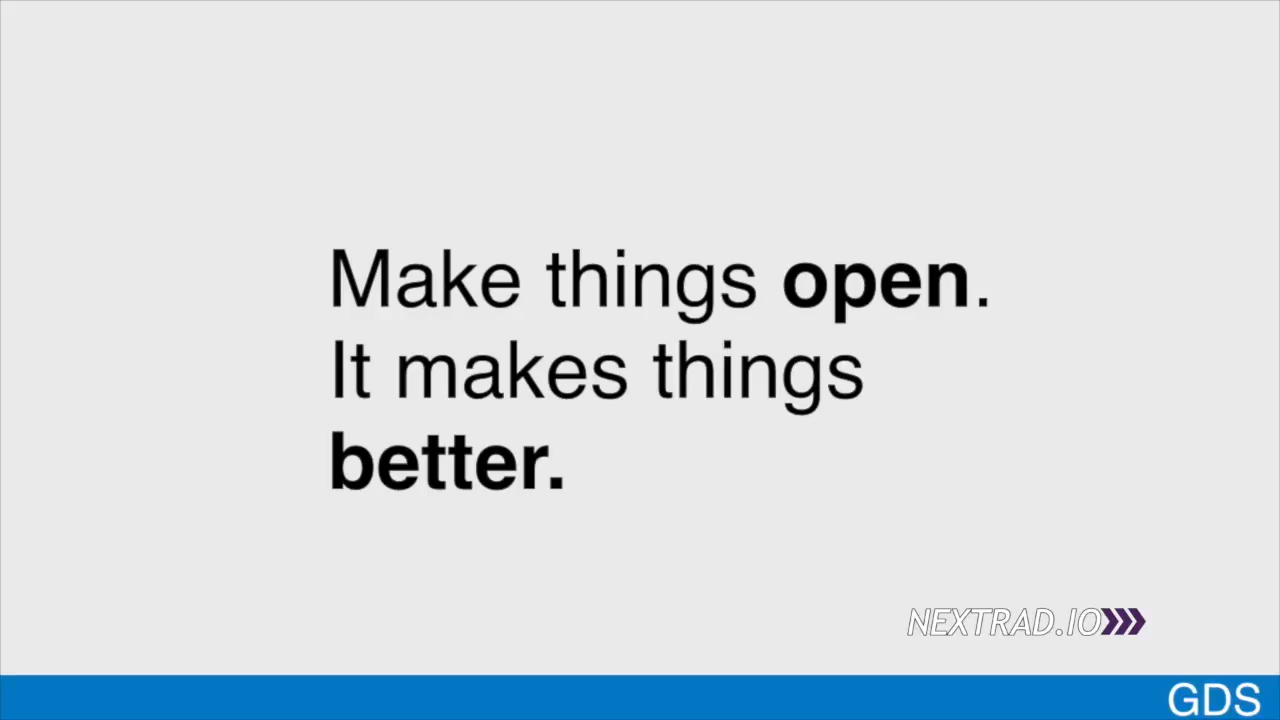 Make things open.
It makes things
better.
NEXTRAD.IO
GDS